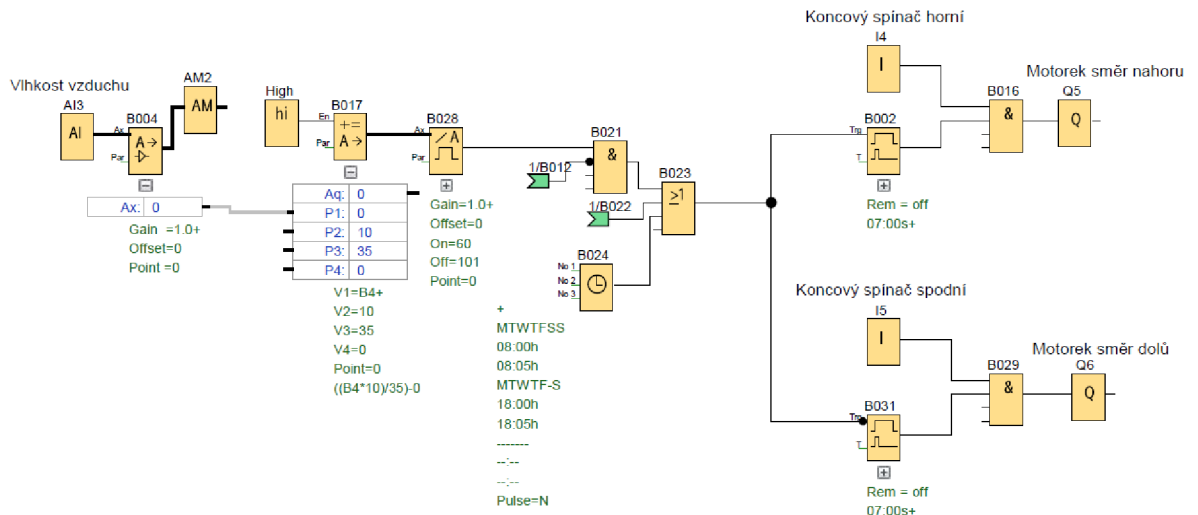 Koncový spínač horní
I4
I
Vlhkost vzduchu
AI3
AI
B004
Ax
A→
Par
AM2
AM
High
hi
B017
En
+=
A→
Par
B028
Ax
/A
Par
B021
&
1/B012
B023
≥1
1/B022
B024
No 1
No 2
No 3
B002
Trg
T
B016
&
Motorek směr nahoru
Q5
Q
Rem = off
07:00s+
Ax: 0
Gain =1.0+
Offset=0
Point =0
Aq: 0
P1: 0
P2: 10
P3: 35
P4: 0
V1=B4+
V2=10
V3=35
V4=0
Point=0
((B4*10)/35)-0
Gain=1.0+
Offset=0
On=60
Off=101
Point=0
+
MTWTFSS
08:00h
08:05h
MTWTF-S
18:00h
18:05h
-------
--:--
--:--
Pulse=N
Koncový spínač spodní
I5
I
B031
Trg
T
B029
&
Motorek směr dolů
Q6
Q
Rem = off
07:00s+